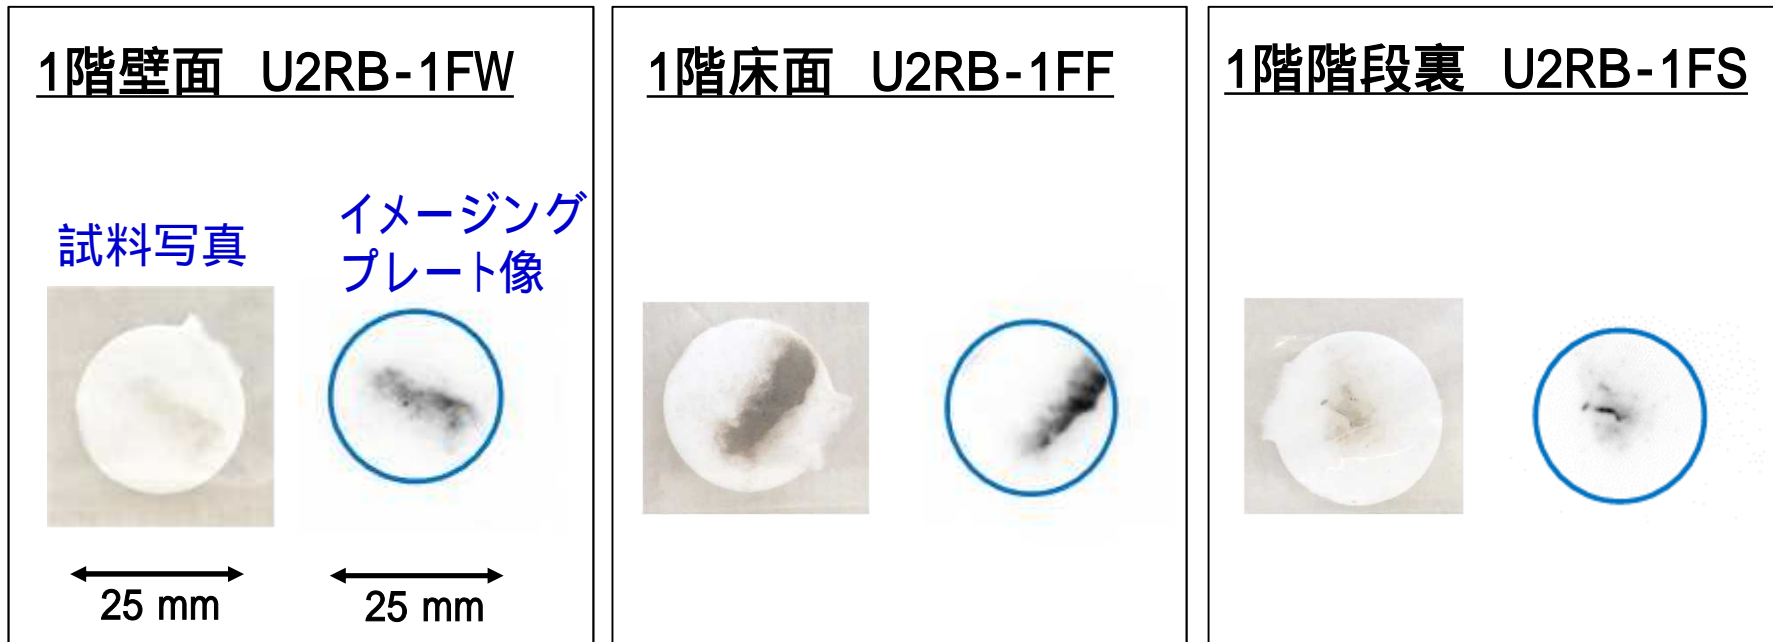 1階壁面 U2RB-1FW
試料写真
イメージング
プレート像
25 mm
25 mm
1階床面 U2RB-1FF
1階階段裏 U2RB-1FS